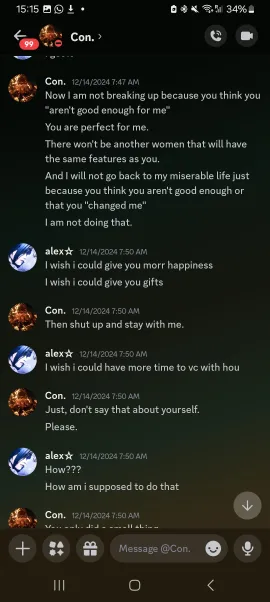 15:15
34%
99
Con.
Con. 12/14/2024 7:47 AM
Now I am not breaking up because you think you
"aren't good enough for me"
You are perfect for me.
There won't be another women that will have
the same features as you.
And I will not go back to my miserable life just
because you think you aren't good enough or
that you "changed me"
I am not doing that.
alex☆ 12/14/2024 7:50 AM
I wish i could give you morr happiness
I wish i could give you gifts
Con. 12/14/2024 7:50 AM
Then shut up and stay with me.
alex☆ 12/14/2024 7:50 AM
I wish i could have more time to vc with hou
Con. 12/14/2024 7:50 AM
Just, don't say that about yourself.
Please.
alex☆ 12/14/2024 7:50 AM
How???
How am i supposed to do that
Con. 12/14/2024 7:50 AM
You only did a small thing
Message @Con.